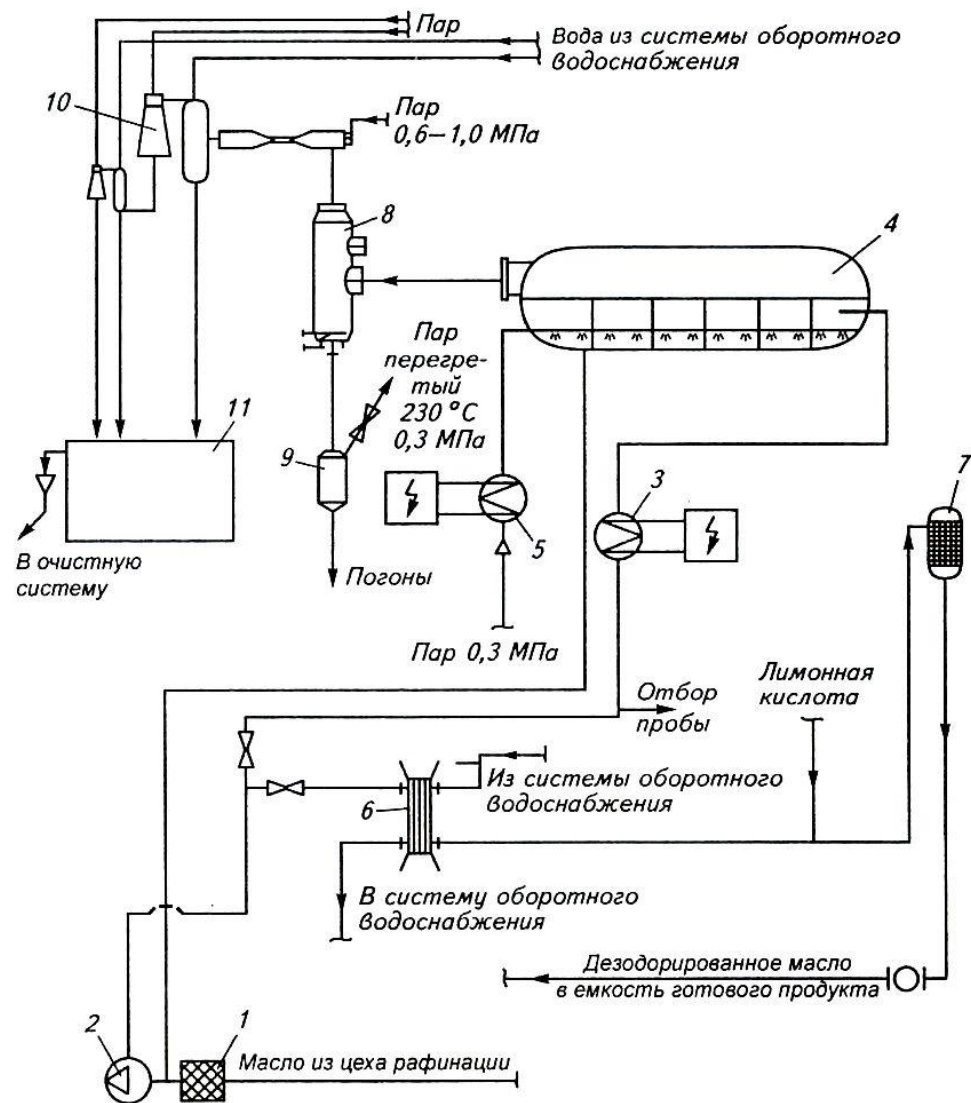 Пар
Вода из системы оборотного
водоснабжения
10
Пар
0,6—1,0 МПа
8
4
Пар
перегре-
тый
230 °С
0,3 МПа
11
9
3
7
5
В очистную
систему
Погоны
Пар 0,3 МПа
Лимонная
кислота
Отбор
пробы
Из системы оборотного
водоснабжения
6
В систему оборотного
водоснабжения
Дезодорированное масло
в емкость готового продукта
2
1
Масло из цеха рафинации